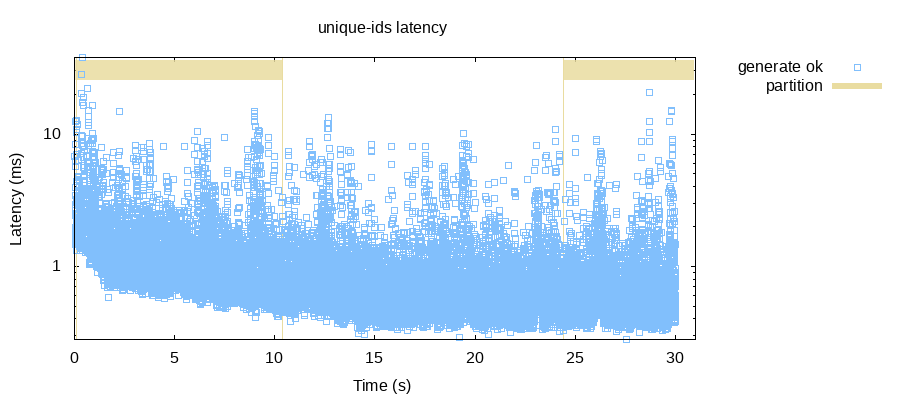 unique-ids latency
generate ok
partition
Latency (ms)
10
1
0 5 10 15 20 25 30
Time (s)